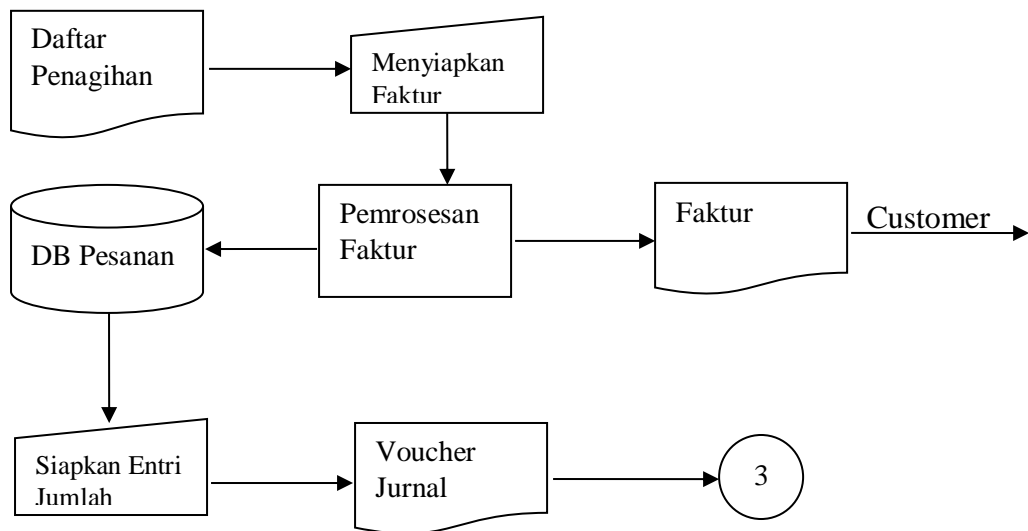 Daftar
Penagihan
Menyiapkan
Faktur
DB Pesanan
Pemrosesan
Faktur
Faktur
Customer
Siapkan Entri
Jumlah
Voucher
Jurnal
3